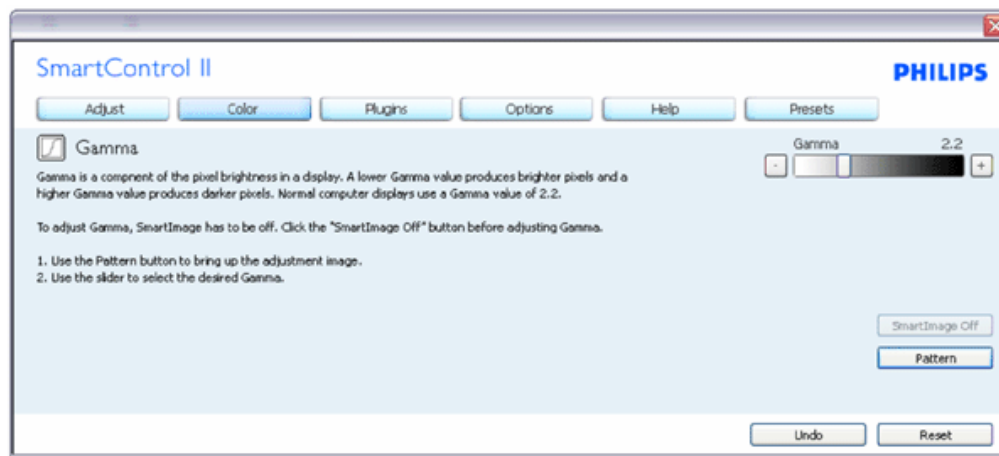 SmartControl II
PHILIPS
Adjust
Color
Plugins
Options
Help
Presets
Gamma
Gamma 2.2
- +
Gamma is a compnent of the pixel brightness in a display. A lower Gamma value produces brighter pixels and a
higher Gamma value produces darker pixels. Normal computer displays use a Gamma value of 2.2.
To adjust Gamma, SmartImage has to be off. Click the "SmartImage Off" button before adjusting Gamma.
1. Use the Pattern button to bring up the adjustment image.
2. Use the slider to select the desired Gamma.
SmartImage Off
Pattern
Undo
Reset